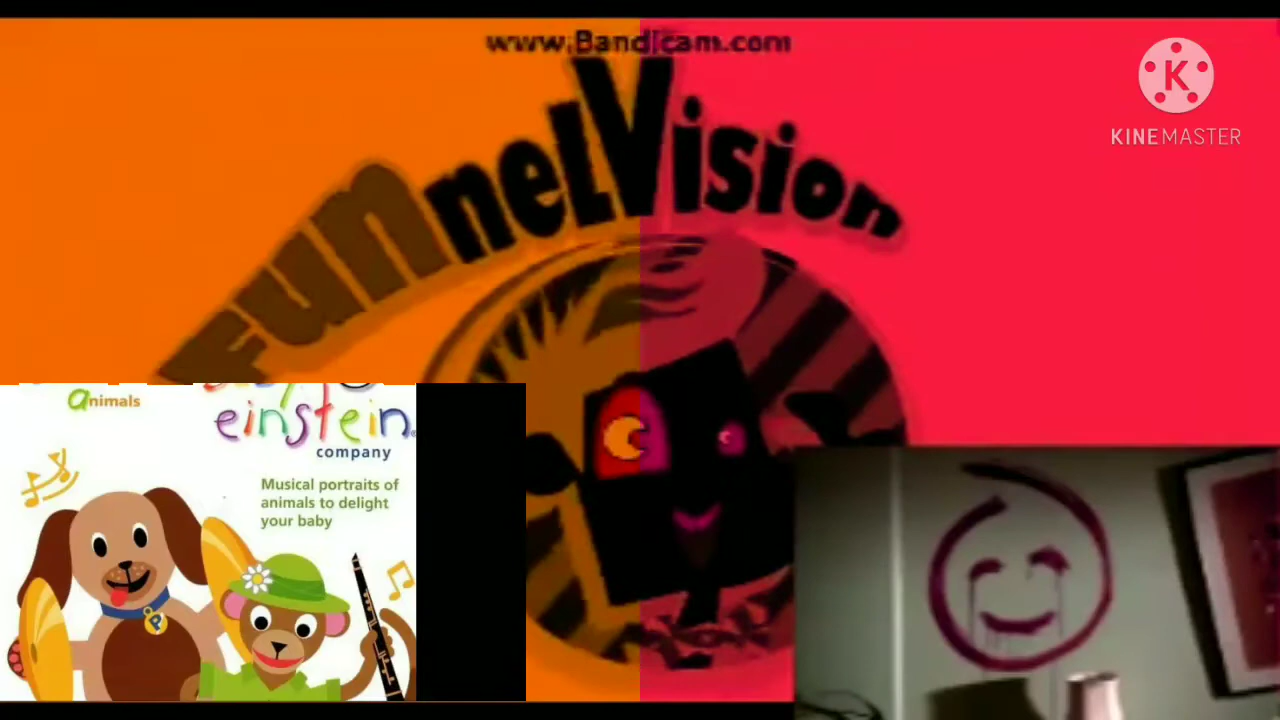 www.Bandicam.com
KINEMASTER
FunneLVision
animals
einstein
company
Musical portraits of
animals to delight
your baby
P